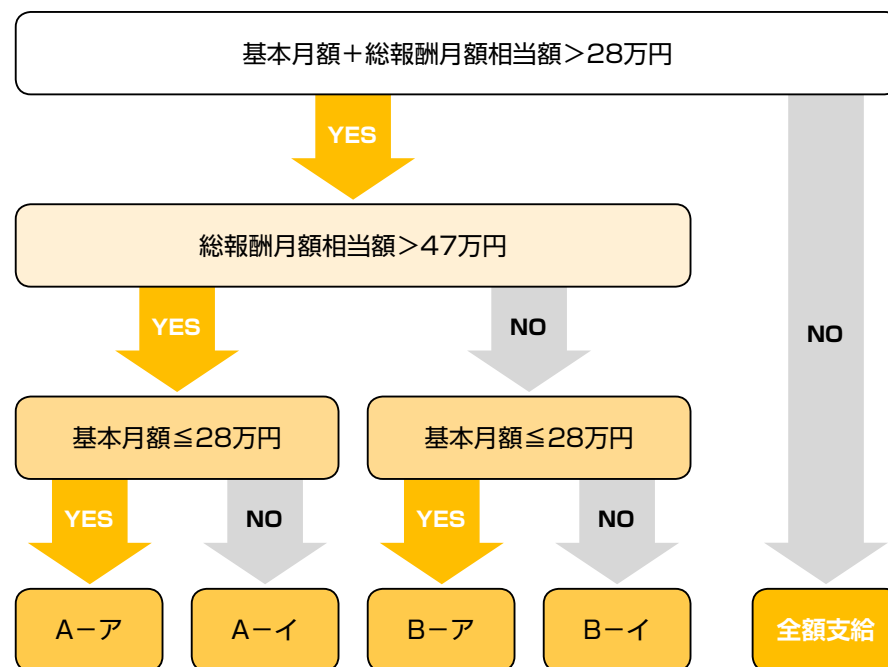 基本月額＋総報酬月額相当額＞28万円
YES
総報酬月額相当額＞47万円
YES
NO
NO
基本月額≦28万円
基本月額≦28万円
YES
NO
YES
NO
A－ア
A－イ
B－ア
B－イ
全額支給